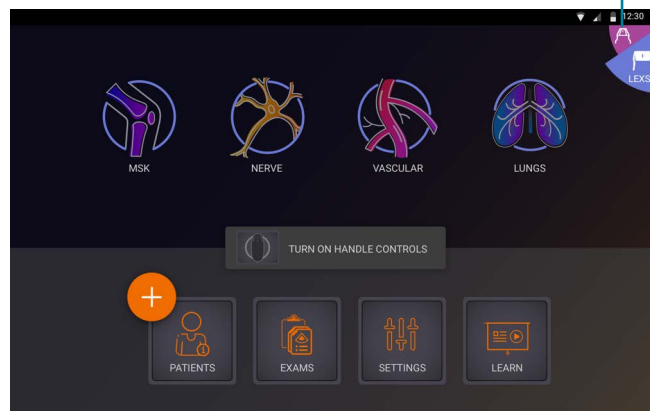 12:30
LEXS
MSK
NERVE
VASCULAR
LUNGS
TURN ON HANDLE CONTROLS
PATIENTS
EXAMS
SETTINGS
LEARN